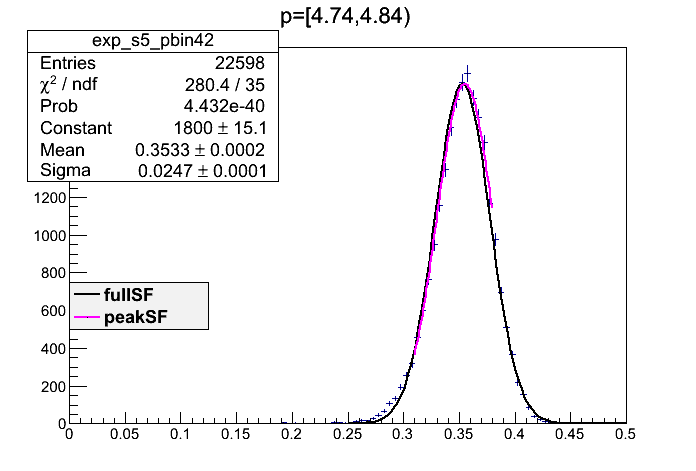 p=[4.74,4.84)
exp_s5_pbin42
Entries 22598
χ² / ndf 280.4 / 35
Prob 4.432e-40
Constant 1800 ± 15.1
Mean 0.3533 ± 0.0002
Sigma 0.0247 ± 0.0001
1200
1000
800
600
400
200
0
fullSF
peakSF
0 0.05 0.1 0.15 0.2 0.25 0.3 0.35 0.4 0.45 0.5